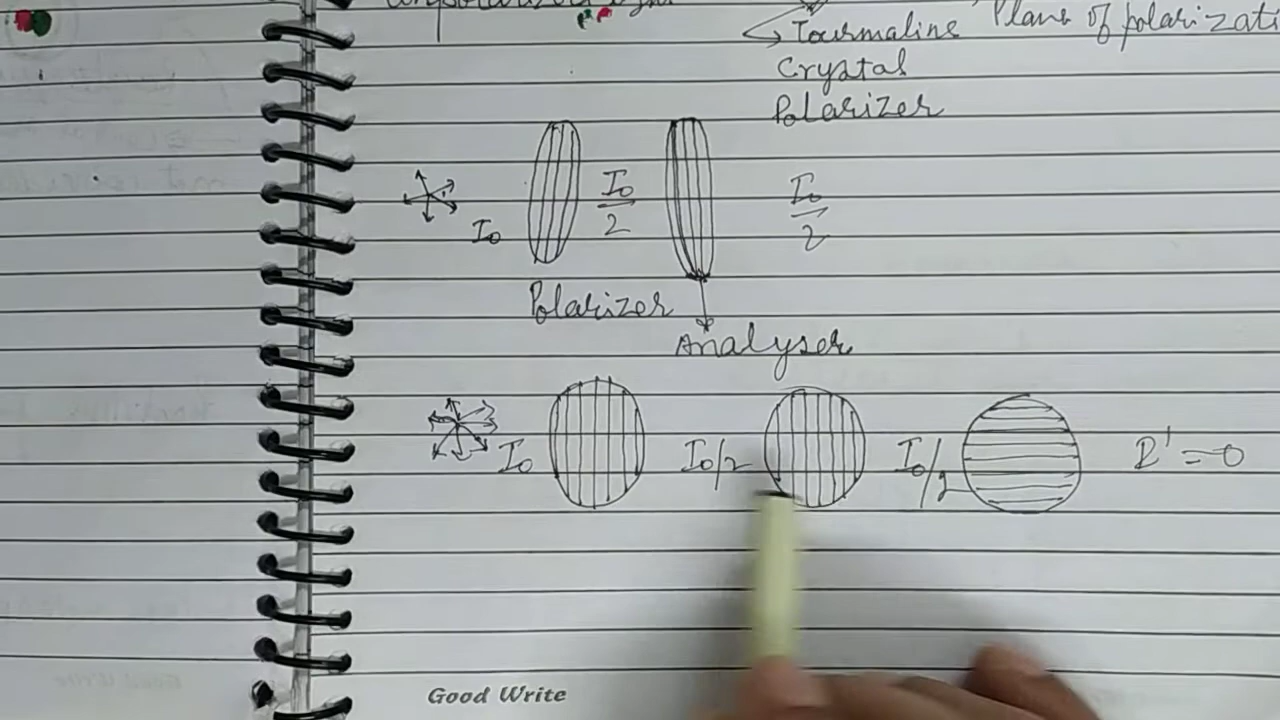 Tourmaline Plane of polarizati
Crystal
Polarizer
I₀ I₀/2 I₀/2
Polarizer
Analyser
I₀ I₀/2 I₀/2 I' = 0
Good Write